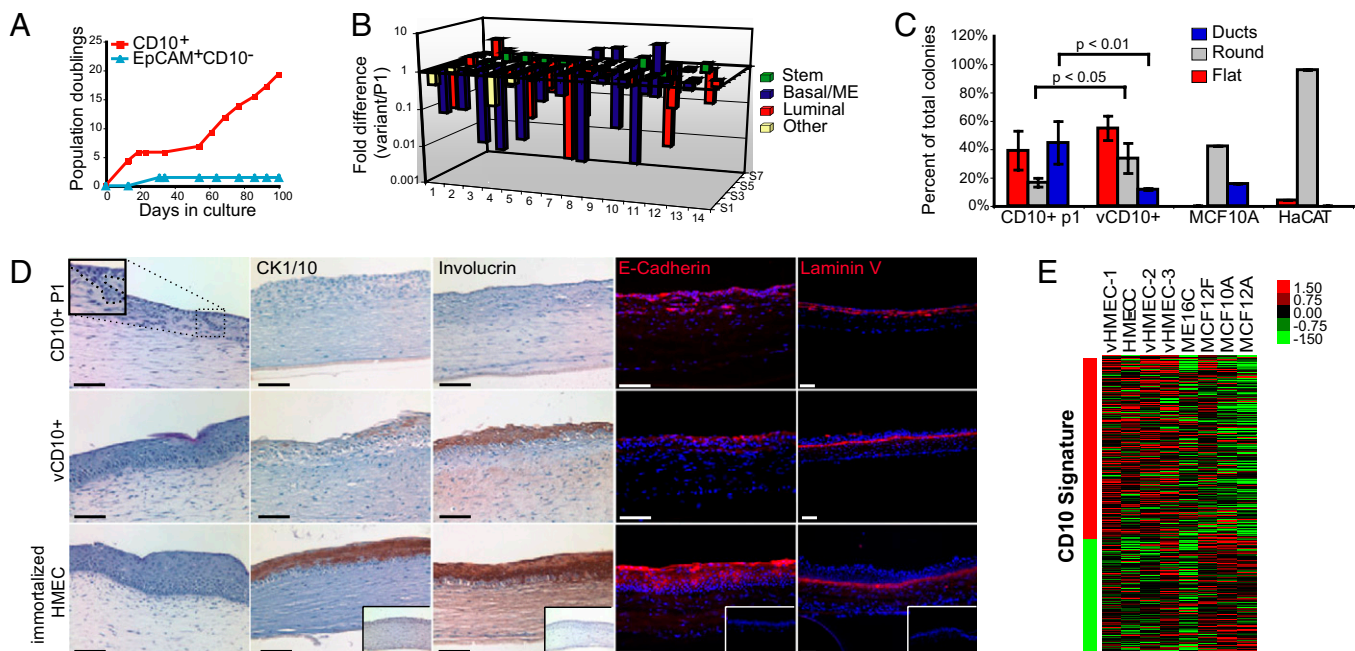 A
CD10+
EpCAM+CD10-
Population doublings
25
20
15
10
5
0
0 20 40 60 80 100
Days in culture
B
Fold difference
(variant/P1)
10
1
0.1
0.01
0.001
1 2 3 4 5 6 7 8 9 10 11 12 13 14
S1
S3
S5
S7
Stem
Basal/ME
Luminal
Other
C
Percent of total colonies
120%
100%
80%
60%
40%
20%
0%
p < 0.01
p < 0.05
Ducts
Round
Flat
CD10+ p1 vCD10+ MCF10A HaCAT
D
CK1/10 Involucrin E-Cadherin Laminin V
CD10+ P1
vCD10+
immortalized
HMEC
E
vHMEC-1
HMECC
vHMEC-2
vHMEC-3
ME16C
MCF12F
MCF10A
MCF12A
1.50
0.75
0.00
-0.75
-150
CD10 Signature